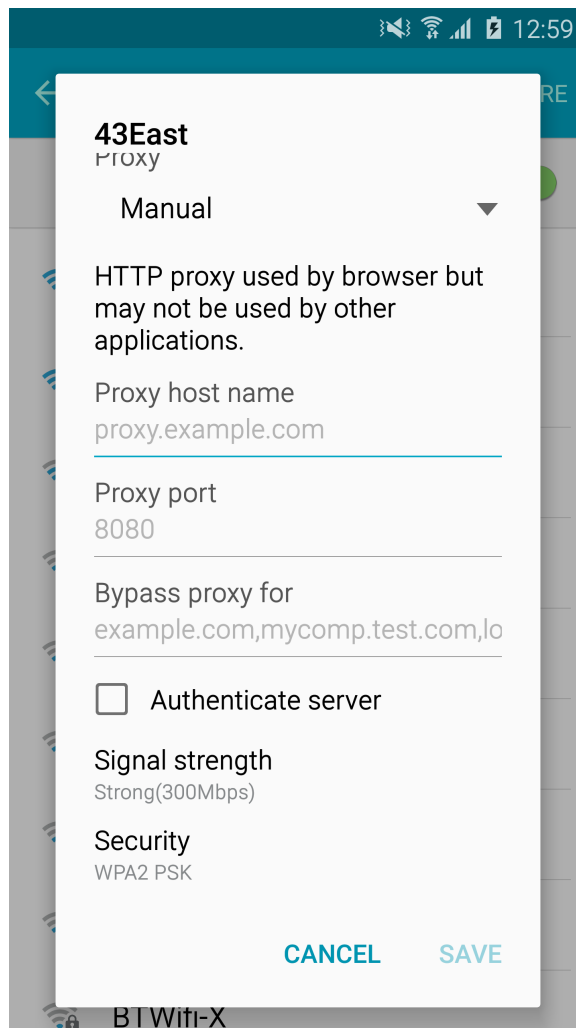 12:59
RE
43East
Proxy
Manual
HTTP proxy used by browser but
may not be used by other
applications.
Proxy host name
proxy.example.com
Proxy port
8080
Bypass proxy for
example.com,mycomp.test.com,lo
Authenticate server
Signal strength
Strong(300Mbps)
Security
WPA2 PSK
CANCEL SAVE
BTWifi-X